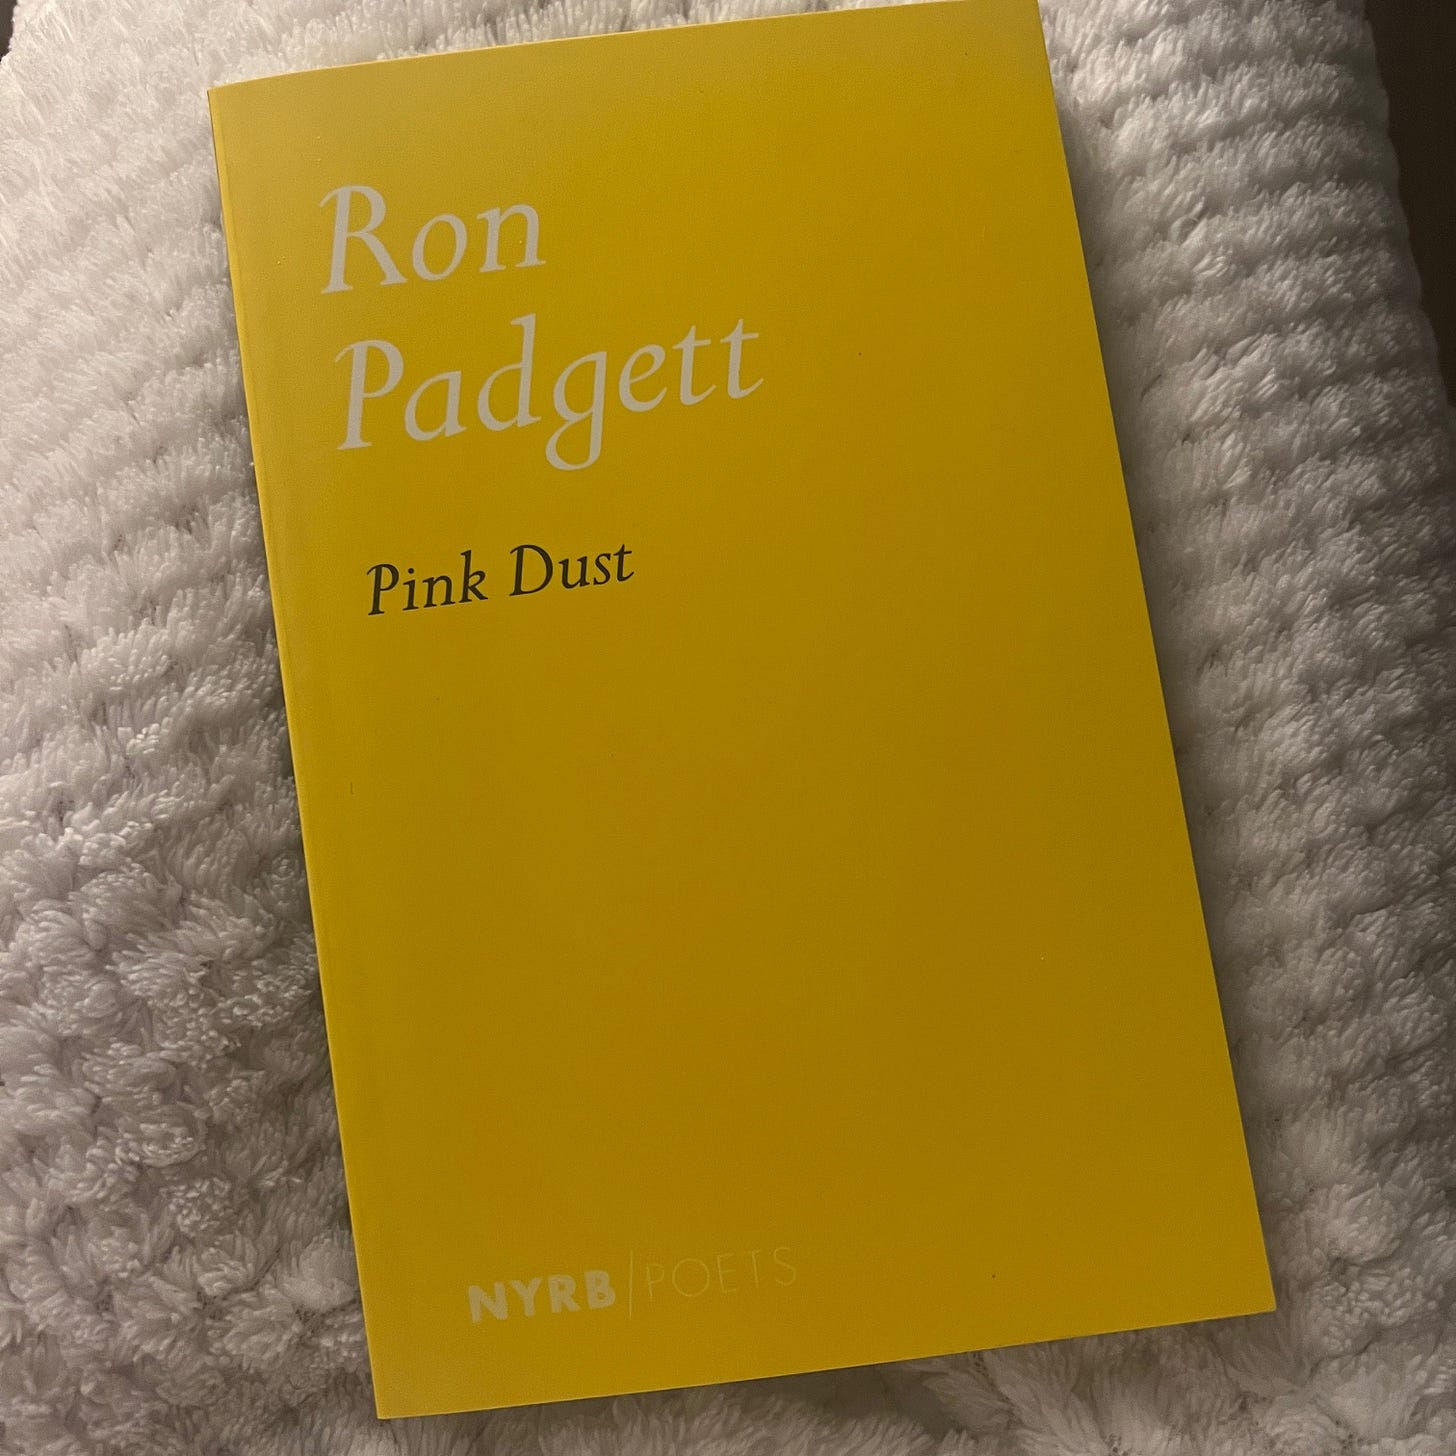 Ron
Padgett
Pink Dust
NYRB/POETS